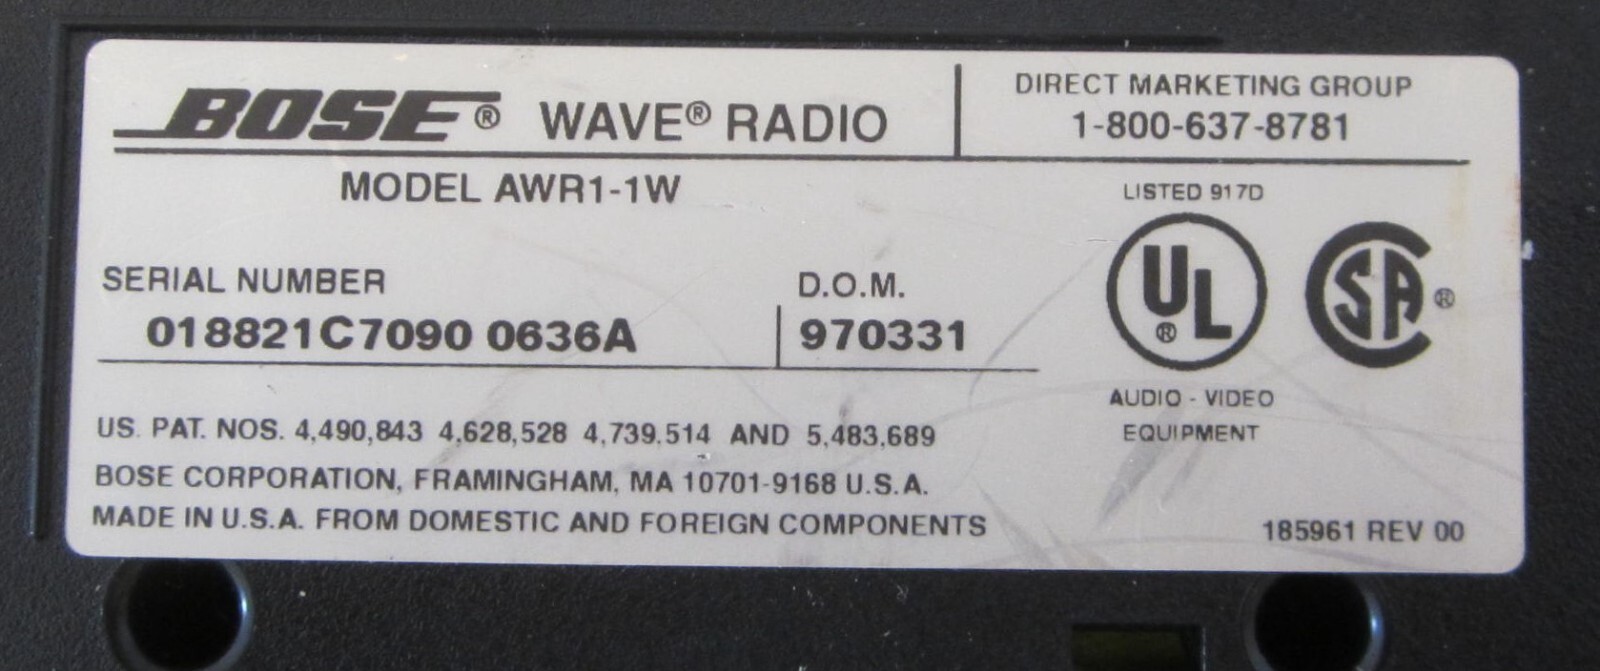 BOSE® WAVE® RADIO
DIRECT MARKETING GROUP
1-800-637-8781
MODEL AWR1-1W
LISTED 917D
UL®
SA®
SERIAL NUMBER
018821C7090 0636A
D.O.M.
970331
AUDIO - VIDEO
EQUIPMENT
US. PAT. NOS. 4,490,843 4,628,528 4,739,514 AND 5,483,689
BOSE CORPORATION, FRAMINGHAM, MA 10701-9168 U.S.A.
MADE IN U.S.A. FROM DOMESTIC AND FOREIGN COMPONENTS
185961 REV 00